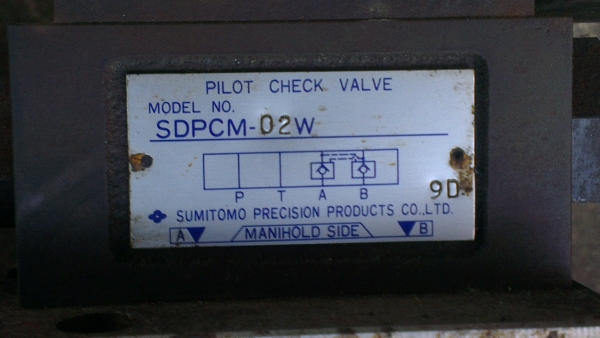 PILOT CHECK VALVE
MODEL NO.
SDPCM-02W
P T A B
9D
SUMITOMO PRECISION PRODUCTS CO.,LTD.
A MANIHOLD SIDE B